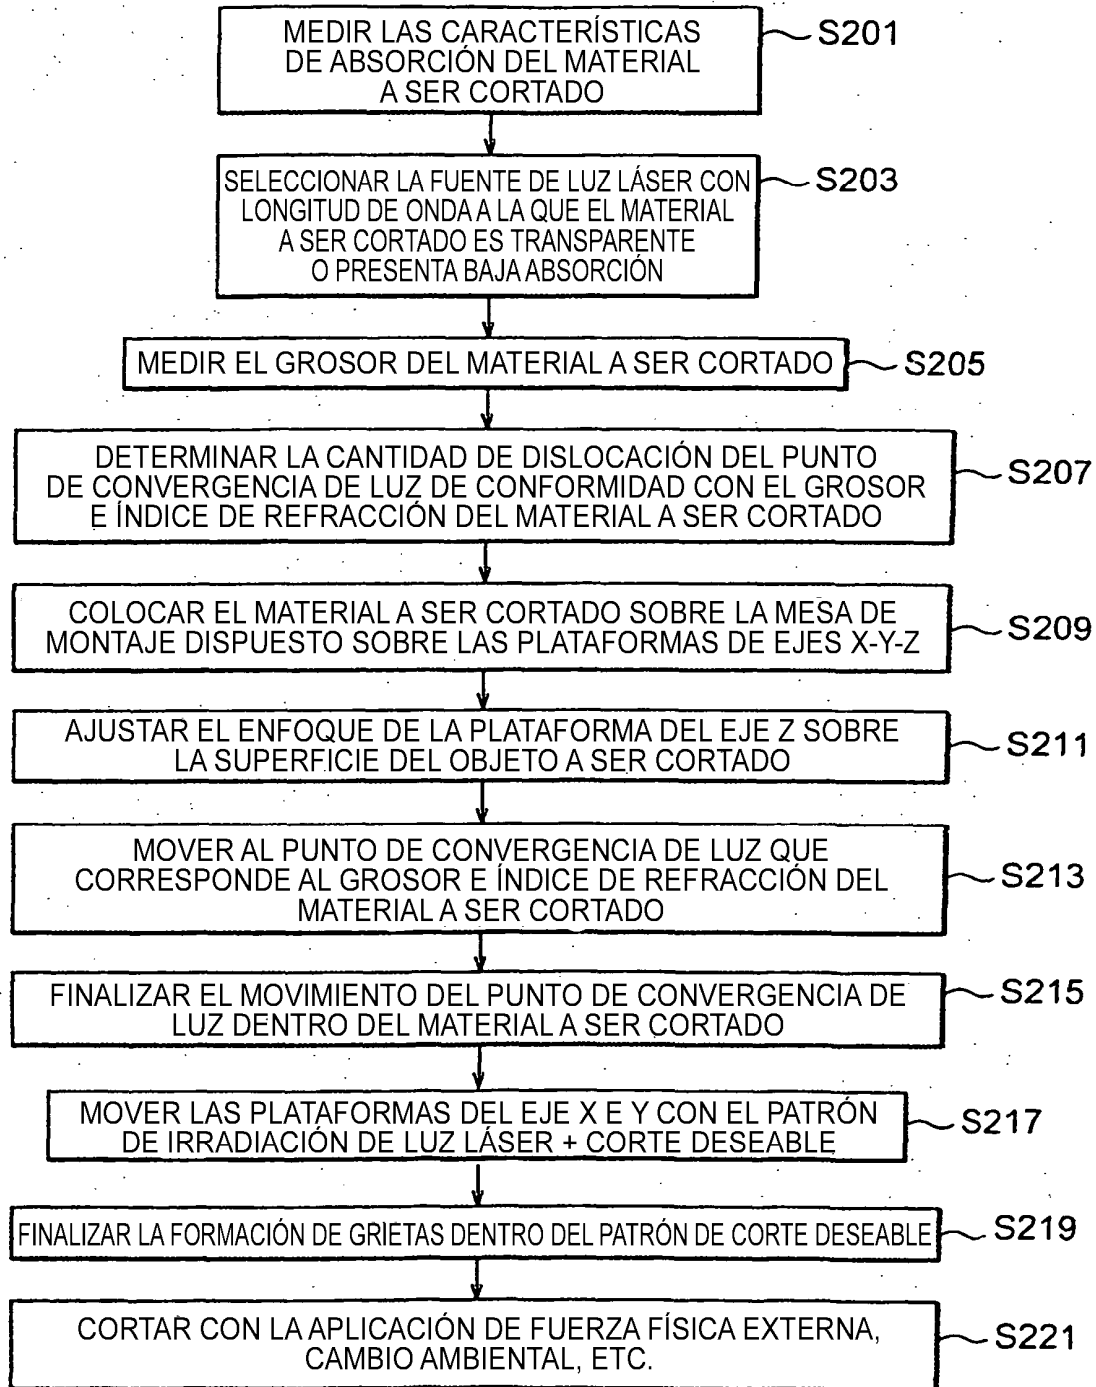 MEDIR LAS CARACTERÍSTICAS
DE ABSORCIÓN DEL MATERIAL
A SER CORTADO
S201
SELECCIONAR LA FUENTE DE LUZ LÁSER CON
LONGITUD DE ONDA A LA QUE EL MATERIAL
A SER CORTADO ES TRANSPARENTE
O PRESENTA BAJA ABSORCIÓN
S203
MEDIR EL GROSOR DEL MATERIAL A SER CORTADO
S205
DETERMINAR LA CANTIDAD DE DISLOCACIÓN DEL PUNTO
DE CONVERGENCIA DE LUZ DE CONFORMIDAD CON EL GROSOR
E ÍNDICE DE REFRACCIÓN DEL MATERIAL A SER CORTADO
S207
COLOCAR EL MATERIAL A SER CORTADO SOBRE LA MESA DE
MONTAJE DISPUESTO SOBRE LAS PLATAFORMAS DE EJES X-Y-Z
S209
AJUSTAR EL ENFOQUE DE LA PLATAFORMA DEL EJE Z SOBRE
LA SUPERFICIE DEL OBJETO A SER CORTADO
S211
MOVER AL PUNTO DE CONVERGENCIA DE LUZ QUE
CORRESPONDE AL GROSOR E ÍNDICE DE REFRACCIÓN DEL
MATERIAL A SER CORTADO
S213
FINALIZAR EL MOVIMIENTO DEL PUNTO DE CONVERGENCIA DE
LUZ DENTRO DEL MATERIAL A SER CORTADO
S215
MOVER LAS PLATAFORMAS DEL EJE X E Y CON EL PATRÓN
DE IRRADIACIÓN DE LUZ LÁSER + CORTE DESEABLE
S217
FINALIZAR LA FORMACIÓN DE GRIETAS DENTRO DEL PATRÓN DE CORTE DESEABLE
S219
CORTAR CON LA APLICACIÓN DE FUERZA FÍSICA EXTERNA,
CAMBIO AMBIENTAL, ETC.
S221